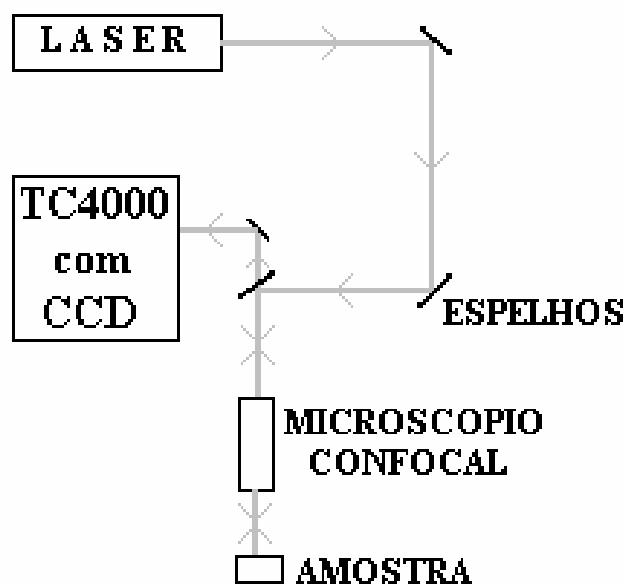 LASER
TC4000
com
CCD
ESPELHOS
MICROSCOPIO
CONFOCAL
AMOSTRA